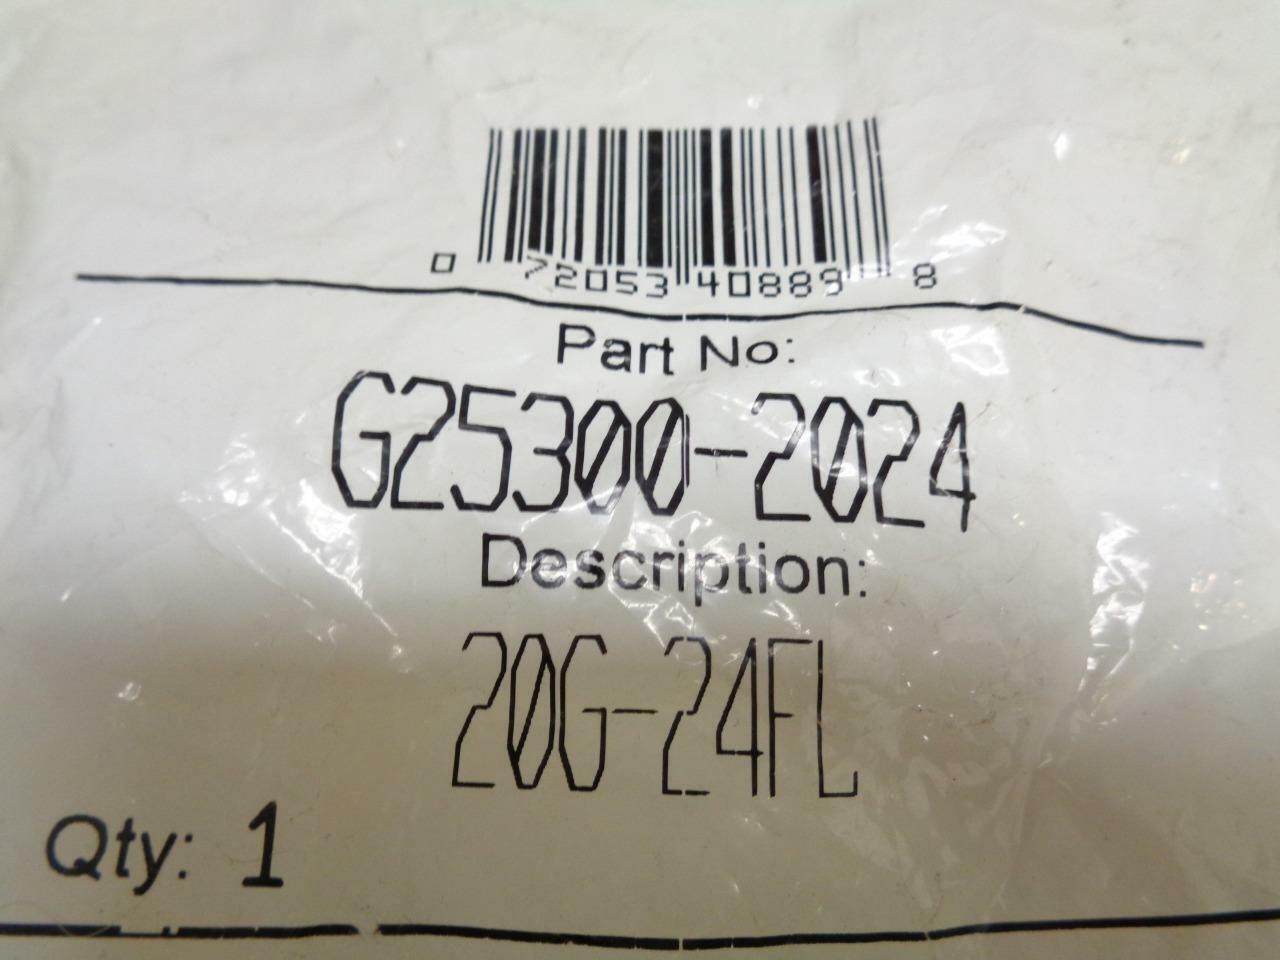 0 72053 40889 8
Part No:
G25300-2024
Description:
20G-24FL
Qty: 1